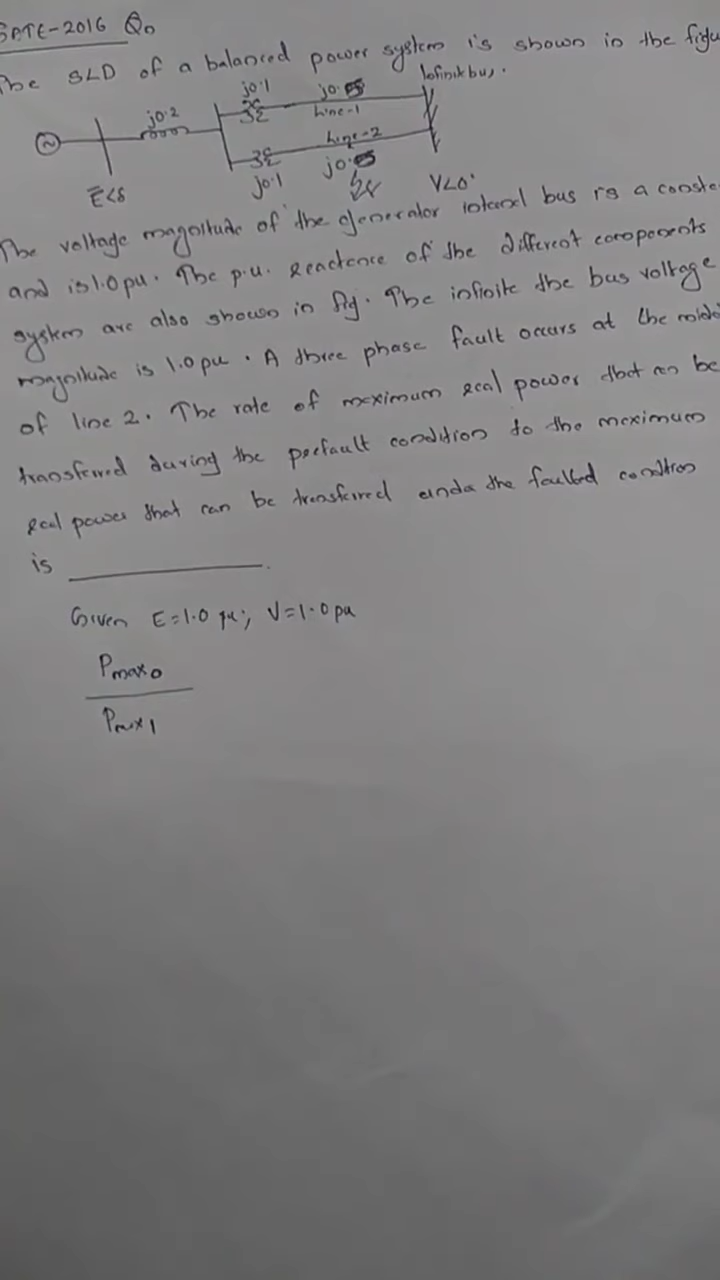 GATE-2016 Qn
The SLD of a balanced power system is shown in the figu
Infinite bus.
j0.1
j0.2
Line-1
Line-2
j0.1
E<δ
V<0°
The voltage magnitude of the generator internal bus is a consta
and is 1.0 pu. The p.u. reactence of the different components
system are also shown in fig. The infinite the bus voltage
magnitude is 1.0 pu. A three phase fault occurs at the middl
of line 2. The rate of maximum real power that can be
transferred during the prefault condition to the maximum
real power that can be transferred under the faulted condition
is ________.
Given E=1.0 pu; V=1.0 pu
Pmax0
Pmax1